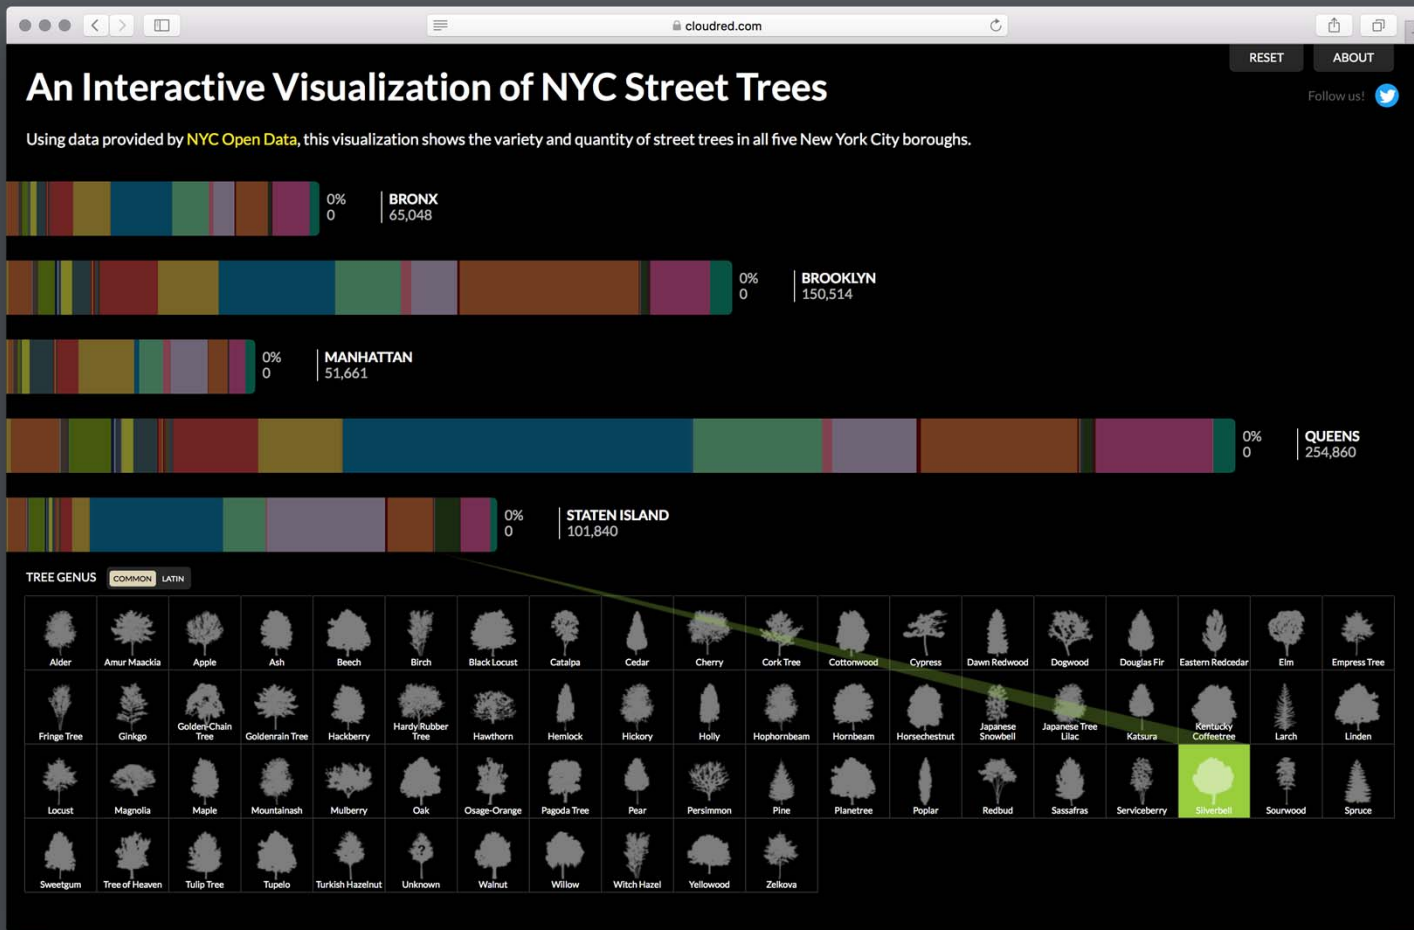 cloudred.com
RESET
ABOUT
An Interactive Visualization of NYC Street Trees
Follow us!
Using data provided by NYC Open Data, this visualization shows the variety and quantity of street trees in all five New York City boroughs.
0%
0
BRONX
65,048
0%
0
BROOKLYN
150,514
0%
0
MANHATTAN
51,661
0%
0
QUEENS
254,860
0%
0
STATEN ISLAND
101,840
TREE GENUS
COMMON
LATIN
Alder
Amur Maackia
Apple
Ash
Beech
Birch
Black Locust
Catalpa
Cedar
Cherry
Cork Tree
Cottonwood
Cypress
Dawn Redwood
Dogwood
Douglas Fir
Eastern Redcedar
Elm
Empress Tree
Fringe Tree
Ginkgo
Golden-Chain
Tree
Goldenrain Tree
Hackberry
Hardy Rubber
Tree
Hawthorn
Hemlock
Hickory
Holly
Hophornbeam
Hornbeam
Horsechestnut
Japanese
Snowbell
Japanese Tree
Lilac
Katsura
Kentucky
Coffeetree
Larch
Linden
Locust
Magnolia
Maple
Mountainash
Mulberry
Oak
Osage-Orange
Pagoda Tree
Pear
Persimmon
Pine
Planetree
Poplar
Redbud
Sassafras
Serviceberry
Silverbell
Sourwood
Spruce
Sweetgum
Tree of Heaven
Tulip Tree
Tupelo
Turkish Hazelnut
?
Unknown
Walnut
Willow
Witch Hazel
Yellowood
Zelkova